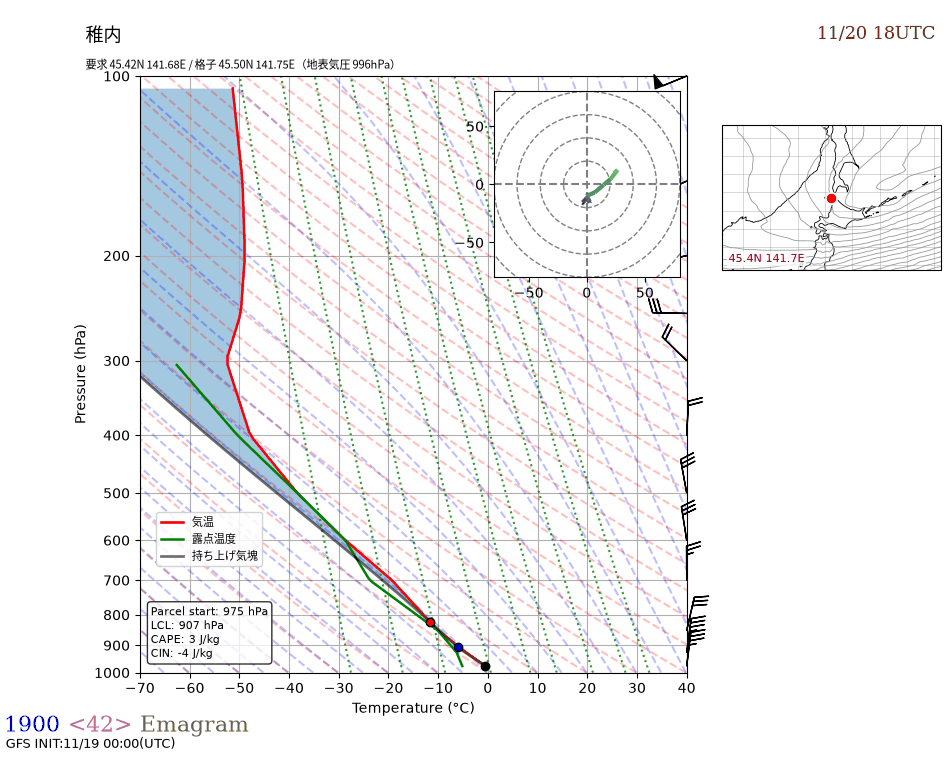 稚内
11/20 18UTC
要求 45.42N 141.68E / 格子 45.50N 141.75E（地表気圧 996hPa）
100
200
300
400
500
600
700
800
900
1000
Pressure (hPa)
50
0
−50
−50
0
50
45.4N 141.7E
気温
露点温度
持ち上げ気塊
Parcel start: 975 hPa
LCL: 907 hPa
CAPE: 3 J/kg
CIN: -4 J/kg
−70 −60 −50 −40 −30 −20 −10 0 10 20 30 40
Temperature (°C)
1900 <42> Emagram
GFS INIT:11/19 00:00(UTC)